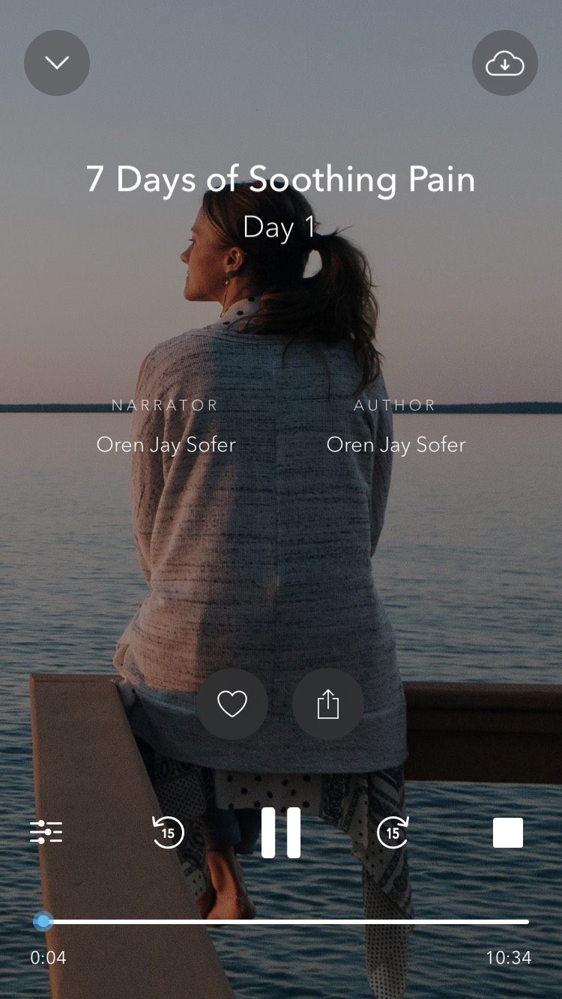 7 Days of Soothing Pain
Day 1
NARRATOR
AUTHOR
Oren Jay Sofer
Oren Jay Sofer
15
15
0:04
10:34